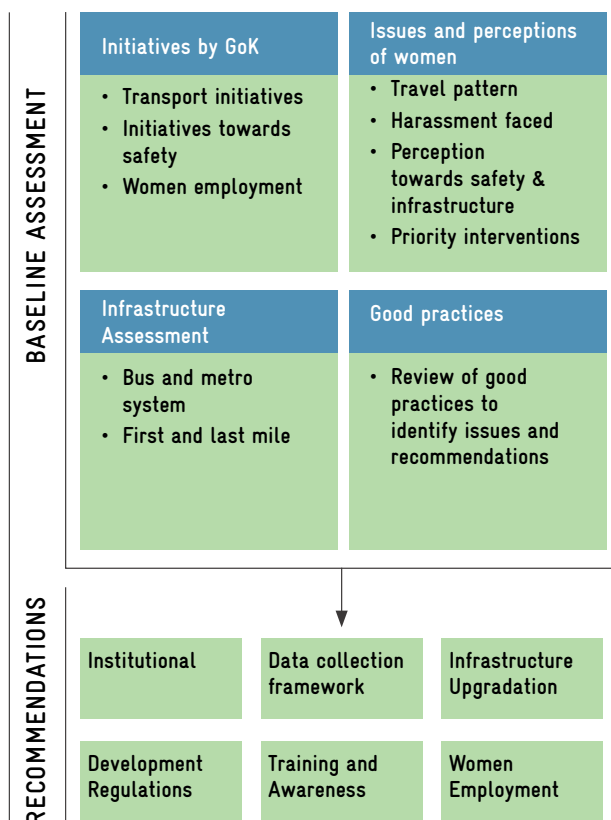 BASELINE ASSESSMENT
Initiatives by GoK
• Transport initiatives
• Initiatives towards
safety
• Women employment
Issues and perceptions
of women
• Travel pattern
• Harassment faced
• Perception
towards safety &
infrastructure
• Priority interventions
Infrastructure
Assessment
• Bus and metro
system
• First and last mile
Good practices
• Review of good
practices to
identify issues and
recommendations
RECOMMENDATIONS
Institutional
Data collection
framework
Infrastructure
Upgradation
Development
Regulations
Training and
Awareness
Women
Employment